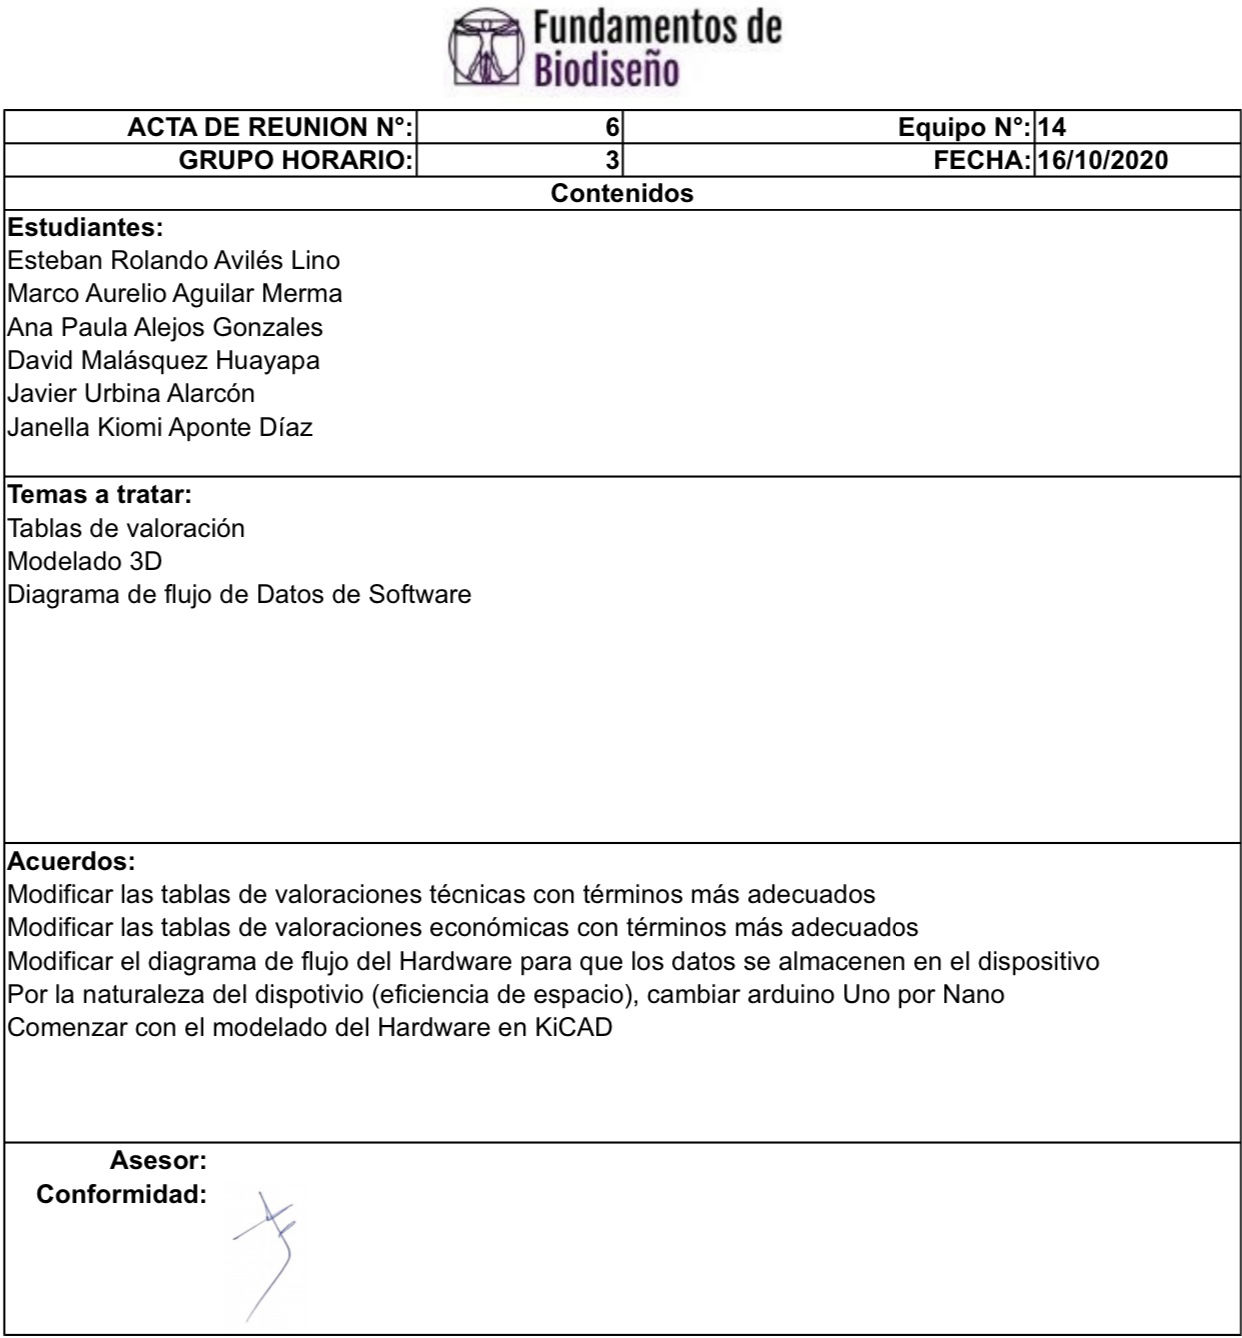 Fundamentos de
Biodiseño
ACTA DE REUNION N°: 6 Equipo N°: 14
GRUPO HORARIO: 3 FECHA: 16/10/2020
Contenidos
Estudiantes:
Esteban Rolando Avilés Lino
Marco Aurelio Aguilar Merma
Ana Paula Alejos Gonzales
David Malásquez Huayapa
Javier Urbina Alarcón
Janella Kiomi Aponte Díaz
Temas a tratar:
Tablas de valoración
Modelado 3D
Diagrama de flujo de Datos de Software
Acuerdos:
Modificar las tablas de valoraciones técnicas con términos más adecuados
Modificar las tablas de valoraciones económicas con términos más adecuados
Modificar el diagrama de flujo del Hardware para que los datos se almacenen en el dispositivo
Por la naturaleza del dispotivio (eficiencia de espacio), cambiar arduino Uno por Nano
Comenzar con el modelado del Hardware en KiCAD
Asesor:
Conformidad: